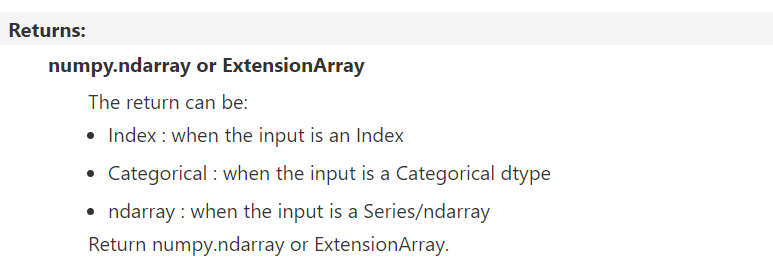 Returns:
numpy.ndarray or ExtensionArray
The return can be:
• Index : when the input is an Index
• Categorical : when the input is a Categorical dtype
• ndarray : when the input is a Series/ndarray
Return numpy.ndarray or ExtensionArray.